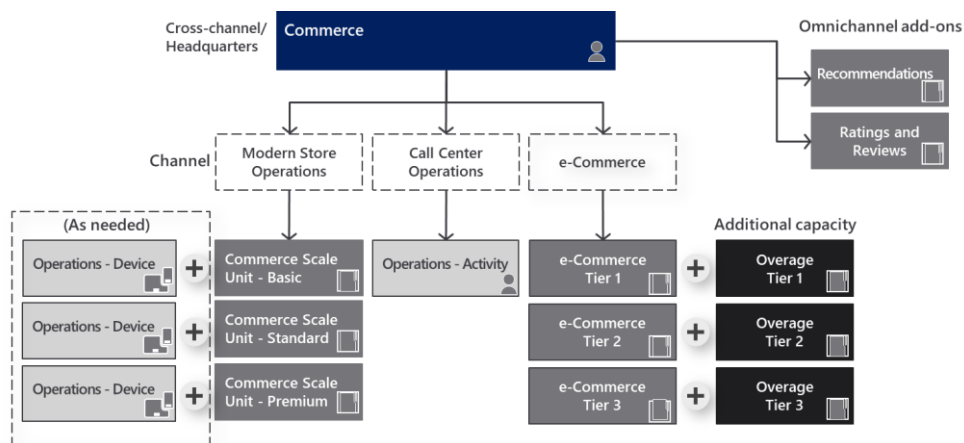 Cross-channel/
Headquarters
Commerce
Omnichannel add-ons
Recommendations
Ratings and
Reviews
Channel
Modern Store
Operations
Call Center
Operations
e-Commerce
(As needed)
Additional capacity
Operations - Device
+
Commerce Scale
Unit - Basic
Operations - Activity
e-Commerce
Tier 1
+
Overage
Tier 1
Operations - Device
+
Commerce Scale
Unit - Standard
e-Commerce
Tier 2
+
Overage
Tier 2
Operations - Device
+
Commerce Scale
Unit - Premium
e-Commerce
Tier 3
+
Overage
Tier 3